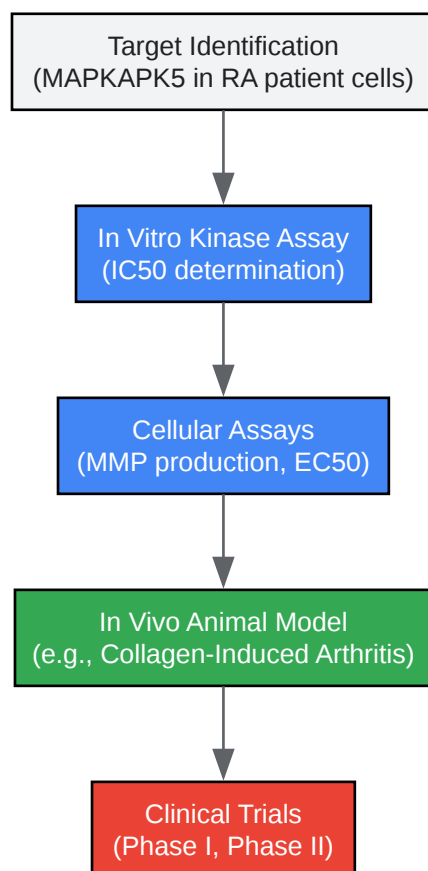 Target Identification
(MAPKAPK5 in RA patient cells)
In Vitro Kinase Assay
(IC50 determination)
Cellular Assays
(MMP production, EC50)
In Vivo Animal Model
(e.g., Collagen-Induced Arthritis)
Clinical Trials
(Phase I, Phase II)